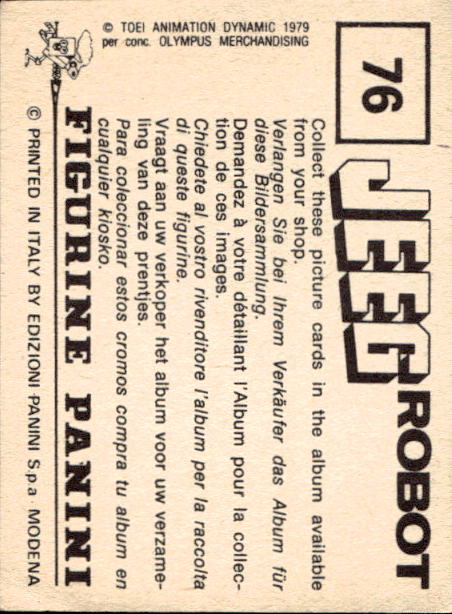 76
JEEG ROBOT
Collect these picture cards in the album available
from your shop.
Verlangen Sie bei Ihrem Verkäufer das Album für
diese Bildersammlung.
Demandez à votre détaillant l'Album pour la collec-
tion de ces images.
Chiedete al vostro rivenditore l'album per la raccolta
di queste figurine.
Vraagt aan uw verkoper het album voor uw verzame-
ling van deze prentjes.
Para coleccionar estos cromos compra tu album en
cualquier kiosko.
FIGURINE PANINI
© PRINTED IN ITALY BY EDIZIONI PANINI S.p.a. MODENA
© TOEI ANIMATION DYNAMIC 1979
per conc. OLYMPUS MERCHANDISING